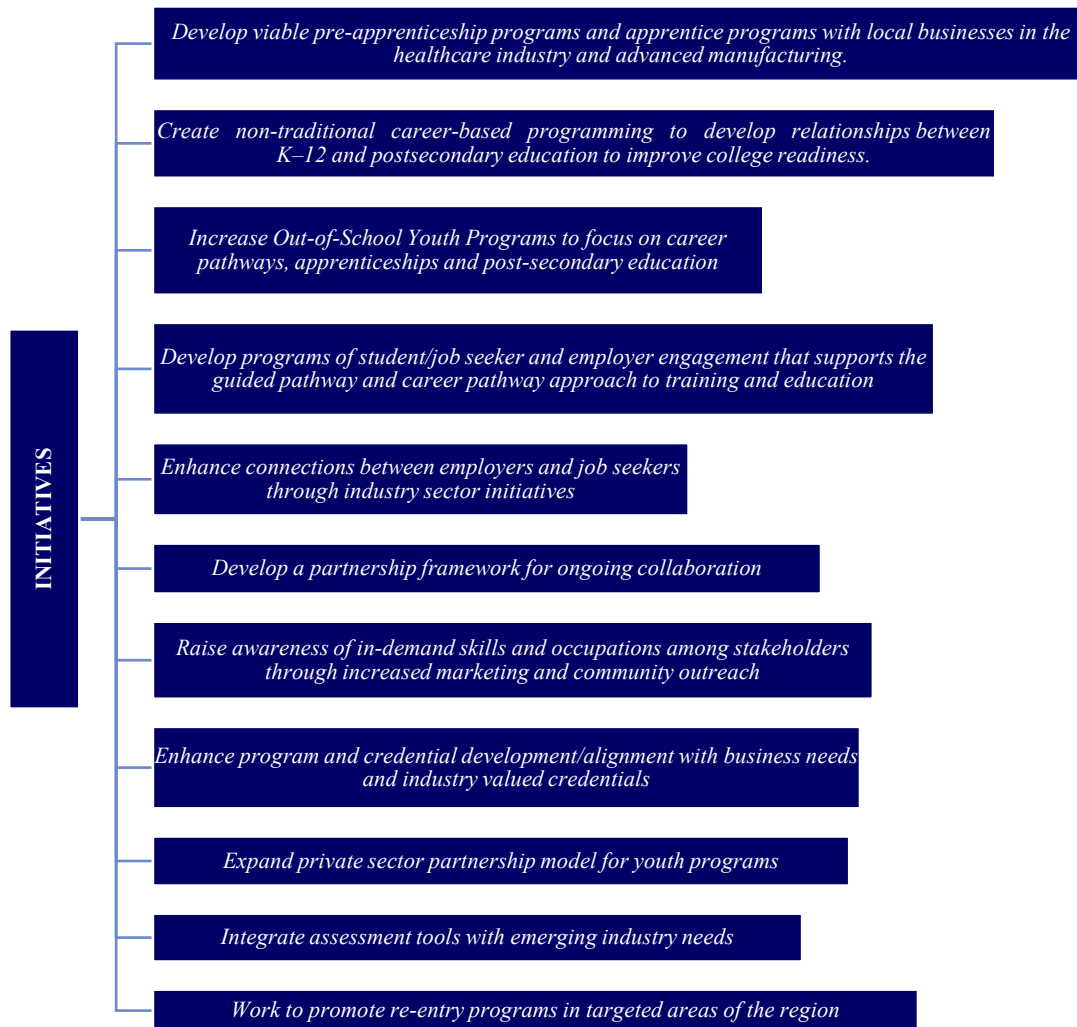 Develop viable pre-apprenticeship programs and apprentice programs with local businesses in the
healthcare industry and advanced manufacturing.
Create non-traditional career-based programming to develop relationships between
K–12 and postsecondary education to improve college readiness.
Increase Out-of-School Youth Programs to focus on career
pathways, apprenticeships and post-secondary education
Develop programs of student/job seeker and employer engagement that supports the
guided pathway and career pathway approach to training and education
INITIATIVES
Enhance connections between employers and job seekers
through industry sector initiatives
Develop a partnership framework for ongoing collaboration
Raise awareness of in-demand skills and occupations among stakeholders
through increased marketing and community outreach
Enhance program and credential development/alignment with business needs
and industry valued credentials
Expand private sector partnership model for youth programs
Integrate assessment tools with emerging industry needs
Work to promote re-entry programs in targeted areas of the region